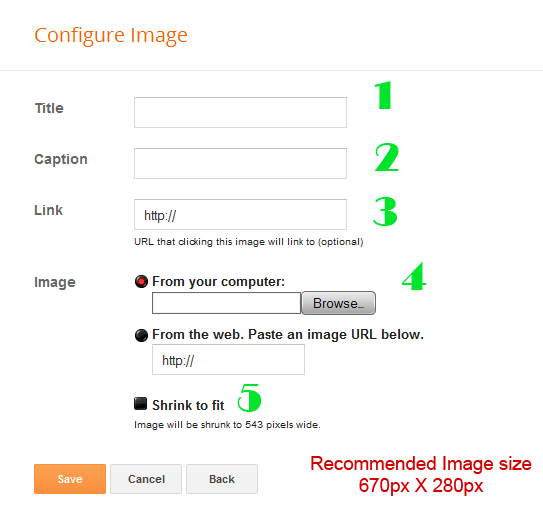 Configure Image
Title
1
Caption
2
Link
http://
3
URL that clicking this image will link to (optional)
Image
From your computer:
4
Browse...
From the web. Paste an image URL below.
http://
Shrink to fit
5
Image will be shrunk to 543 pixels wide.
Save
Cancel
Back
Recommended Image size
670px X 280px